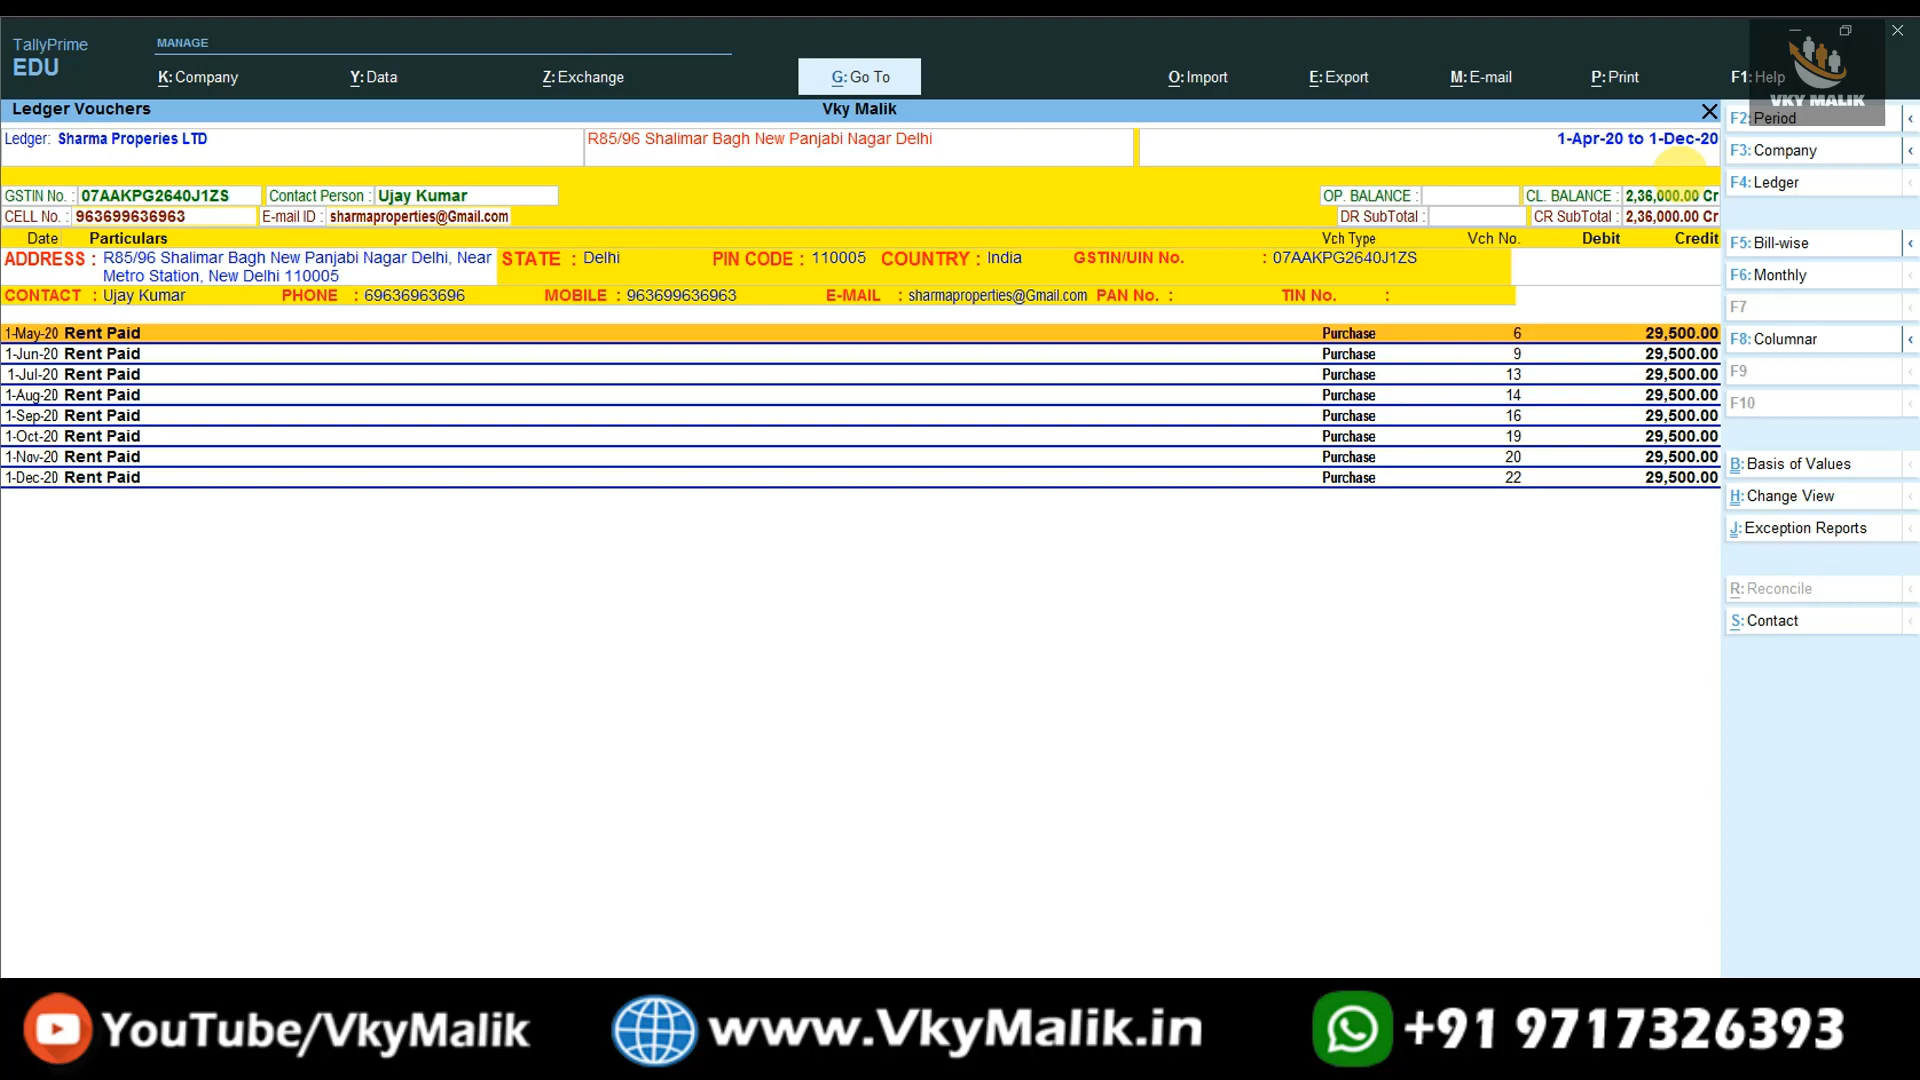 TallyPrime
EDU
MANAGE
K:Company Y:Data Z:Exchange G:Go To O:Import E:Export M:E-mail P:Print F1:Help
VKY MALIK
Ledger Vouchers Vky Malik
Ledger: Sharma Properies LTD R85/96 Shalimar Bagh New Panjabi Nagar Delhi 1-Apr-20 to 1-Dec-20
GSTIN No. : 07AAKPG2640J1ZS Contact Person : Ujay Kumar OP. BALANCE : CL. BALANCE : 2,36,000.00 Cr
CELL No. : 963699636963 E-mail ID : sharmaproperties@Gmail.com DR SubTotal : CR SubTotal : 2,36,000.00 Cr
Date Particulars Vch Type Vch No. Debit Credit
ADDRESS : R85/96 Shalimar Bagh New Panjabi Nagar Delhi, Near STATE : Delhi PIN CODE : 110005 COUNTRY : India GSTIN/UIN No. : 07AAKPG2640J1ZS
Metro Station, New Delhi 110005
CONTACT : Ujay Kumar PHONE : 69636963696 MOBILE : 963699636963 E-MAIL : sharmaproperties@Gmail.com PAN No. : TIN No. :
1-May-20 Rent Paid Purchase 6 29,500.00
1-Jun-20 Rent Paid Purchase 9 29,500.00
1-Jul-20 Rent Paid Purchase 13 29,500.00
1-Aug-20 Rent Paid Purchase 14 29,500.00
1-Sep-20 Rent Paid Purchase 16 29,500.00
1-Oct-20 Rent Paid Purchase 19 29,500.00
1-Nov-20 Rent Paid Purchase 20 29,500.00
1-Dec-20 Rent Paid Purchase 22 29,500.00
F2:Period
F3:Company
F4:Ledger
F5:Bill-wise
F6:Monthly
F7
F8:Columnar
F9
F10
B:Basis of Values
H:Change View
J:Exception Reports
R:Reconcile
S:Contact
YouTube/VkyMalik www.VkyMalik.in +91 9717326393